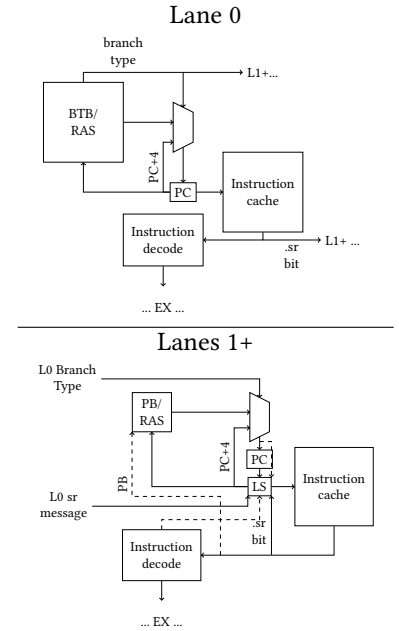 Lane 0
branch
type
L1+...
BTB/
RAS
PC+4
PC
Instruction
cache
Instruction
decode
.sr
bit
L1+ ...
... EX ...
Lanes 1+
L0 Branch
Type
PB/
RAS
PC+4
PC
Instruction
cache
PB
LS
L0 sr
message
.sr
bit
Instruction
decode
... EX ...